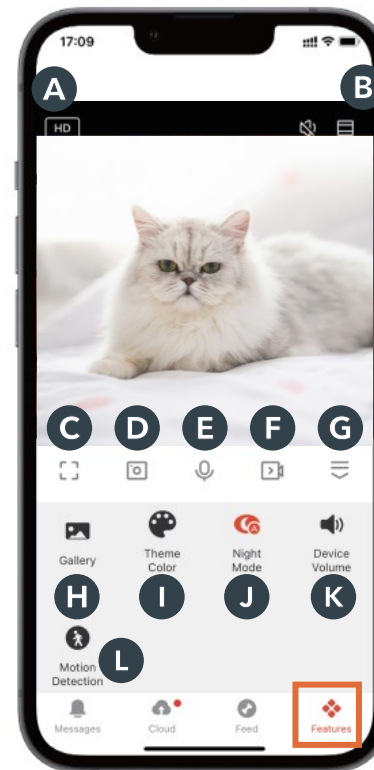 17:09
A
B
HD
C D E F G
Gallery Theme Color Night Mode Device Volume
H I J K
Motion Detection
L
Messages Cloud Feed Features